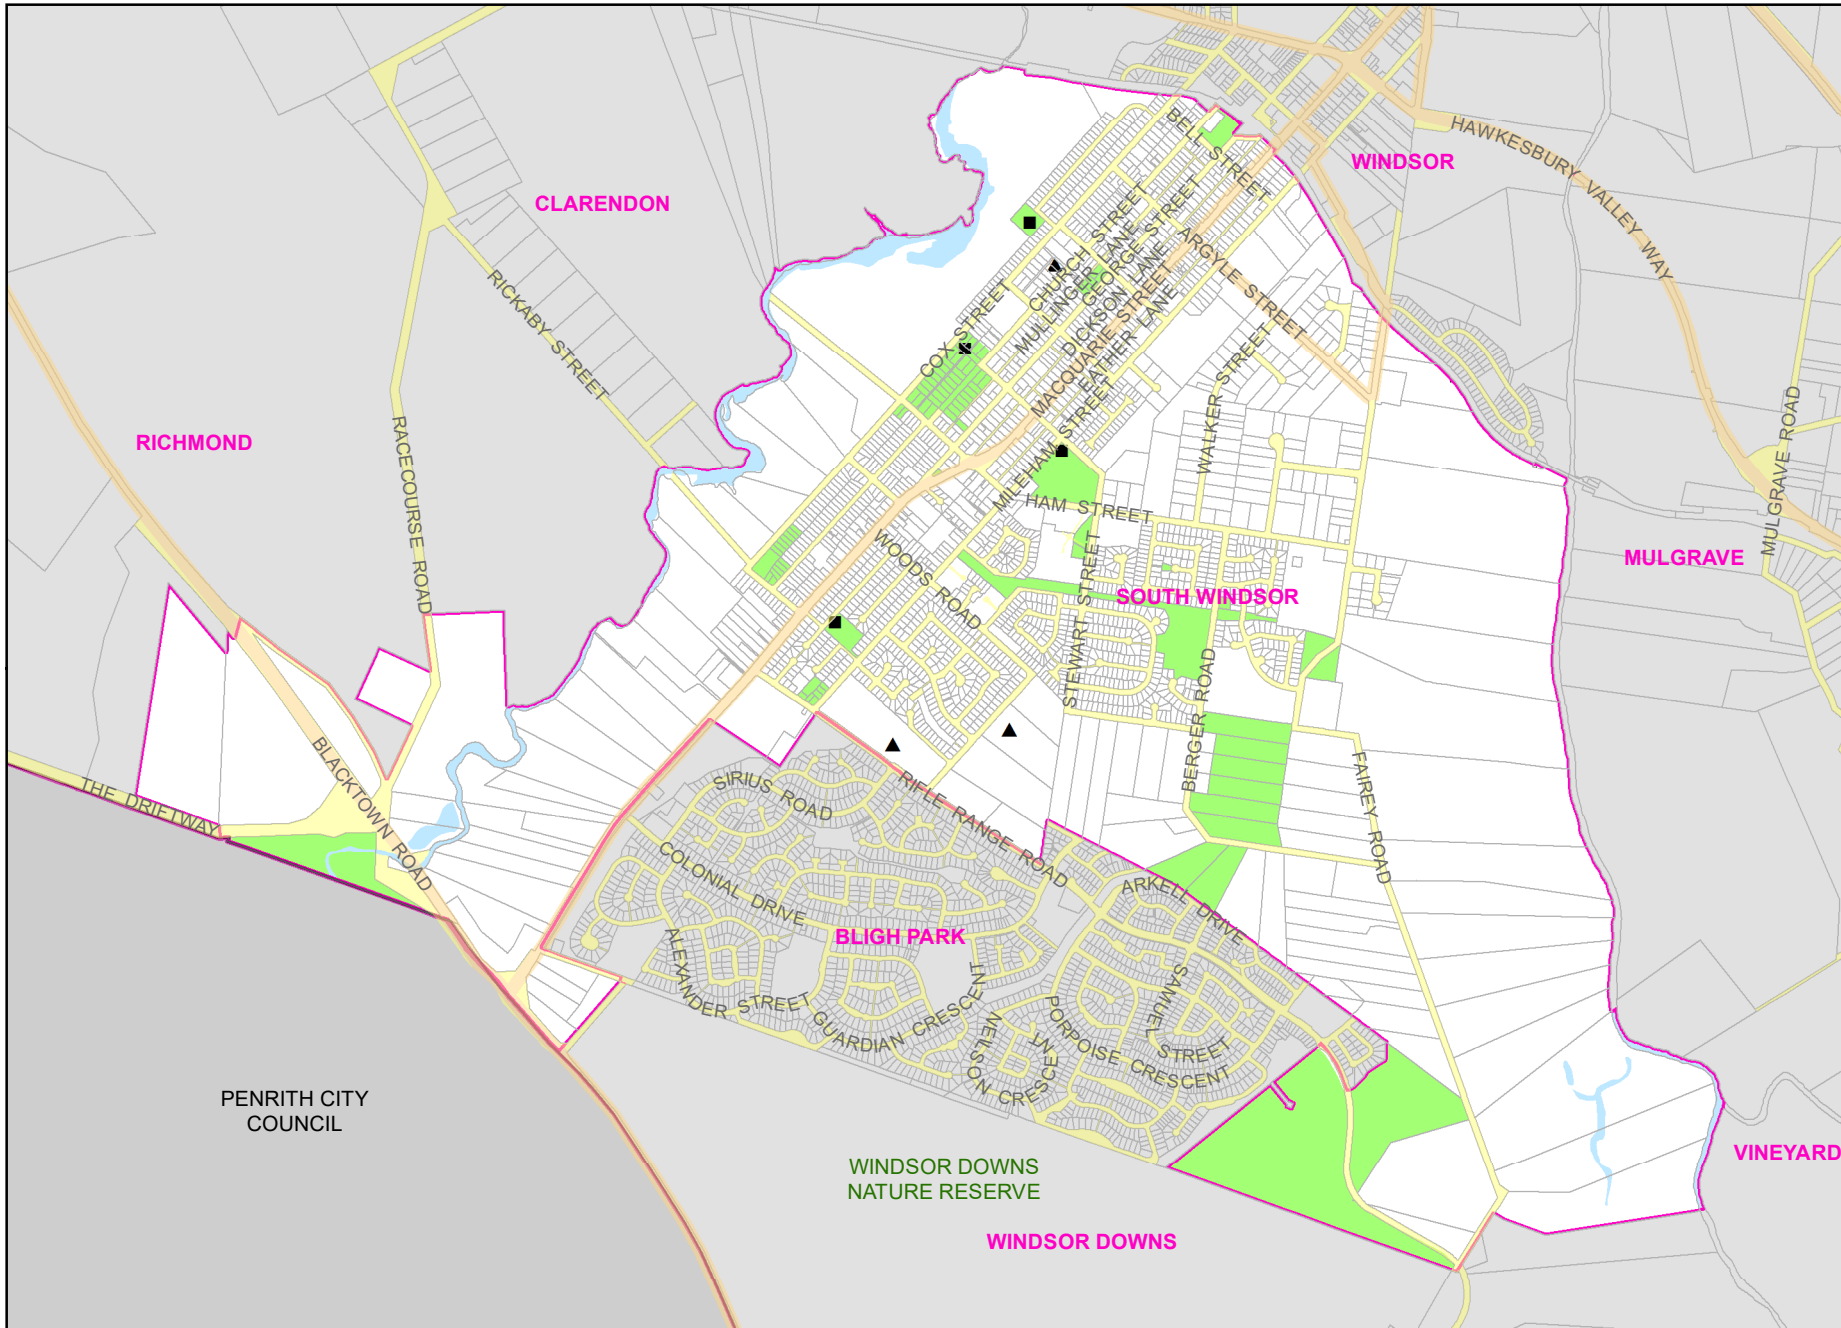 BELL STREET
HAWKESBURY VALLEY WAY
WINDSOR
CLARENDON
CHURCH STREET
MULLINGER LANE
GEORGE STREET
DICKSON LANE
MACQUARIE STREET
LEATHER LANE
ARGYLE STREET
RICKABY STREET
COX STREET
WALKER STREET
MILEHAM STREET
RICHMOND
RACECOURSE ROAD
MULGRAVE ROAD
HAM STREET
WOODS ROAD
STEWART STREET
SOUTH WINDSOR
MULGRAVE
BERGER ROAD
BLACKTOWN ROAD
THE DRIFTWAY
SIRIUS ROAD
RIFLE RANGE ROAD
FAIREY ROAD
COLONIAL DRIVE
ARKELL DRIVE
BLIGH PARK
ALEXANDER STREET
GUARDIAN CRESCENT
NEILSON CRESCENT
PORPOISE CRESCENT
SAMUEL STREET
PENRITH CITY
COUNCIL
WINDSOR DOWNS
NATURE RESERVE
VINEYARD
WINDSOR DOWNS